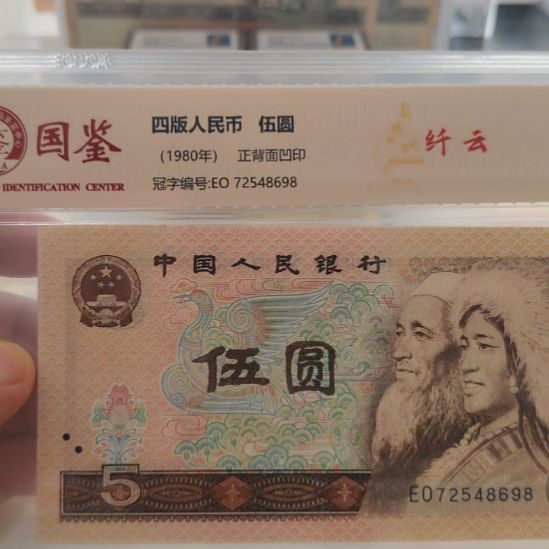 国鉴
IDENTIFICATION CENTER
四版人民币 伍圆
（1980年） 正背面凹印
冠字编号:EO 72548698
纤云
中国人民银行
伍圆
5
EO72548698